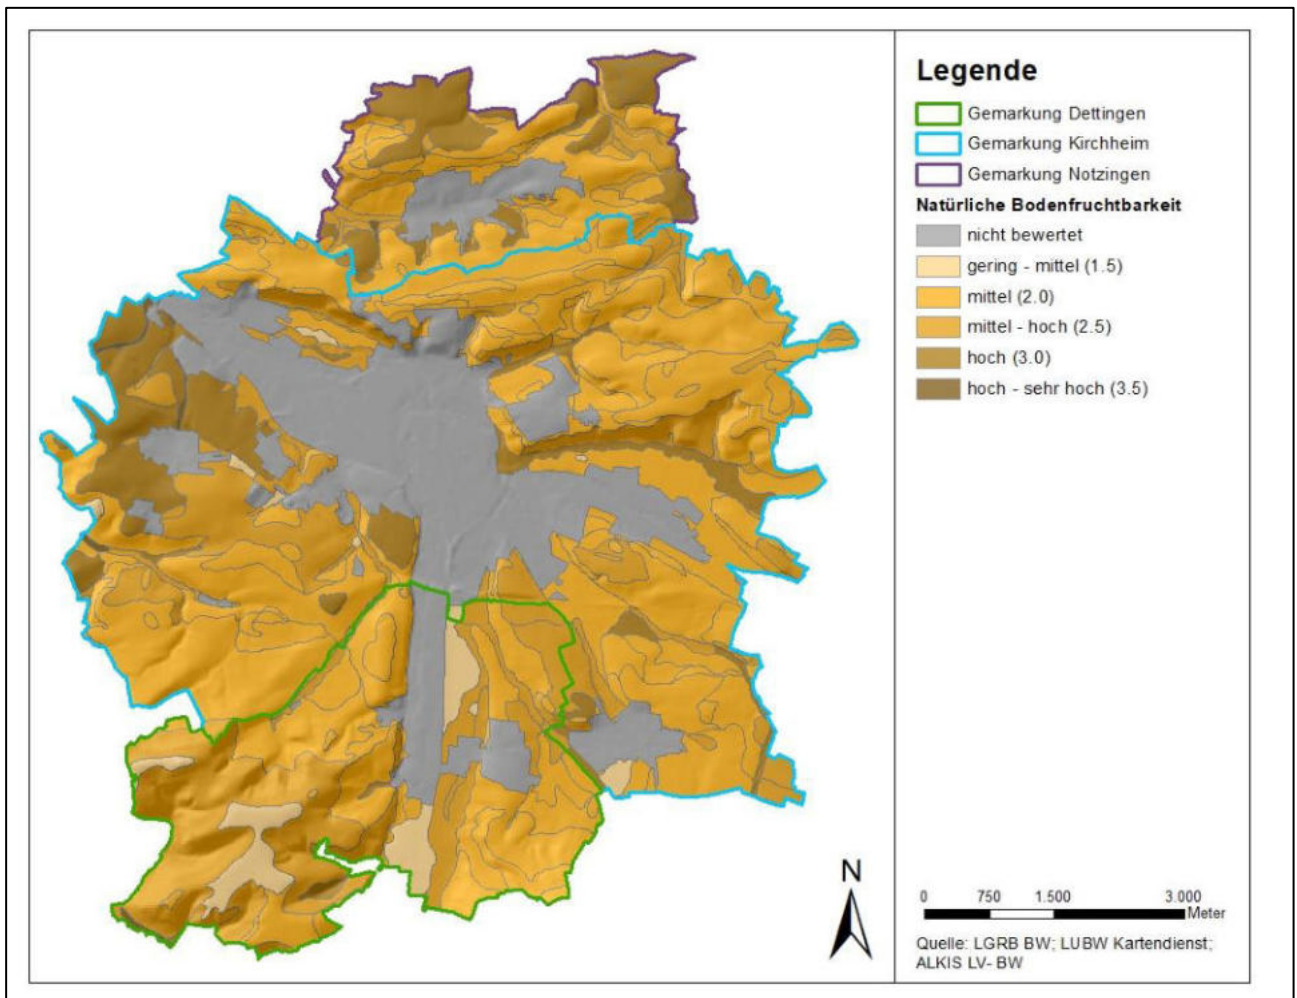 Legende
Gemarkung Dettingen
Gemarkung Kirchheim
Gemarkung Notzingen
Natürliche Bodenfruchtbarkeit
nicht bewertet
gering - mittel (1.5)
mittel (2.0)
mittel - hoch (2.5)
hoch (3.0)
hoch - sehr hoch (3.5)
N
0 750 1.500 3.000
Meter
Quelle: LGRB BW; LUBW Kartendienst;
ALKIS LV- BW